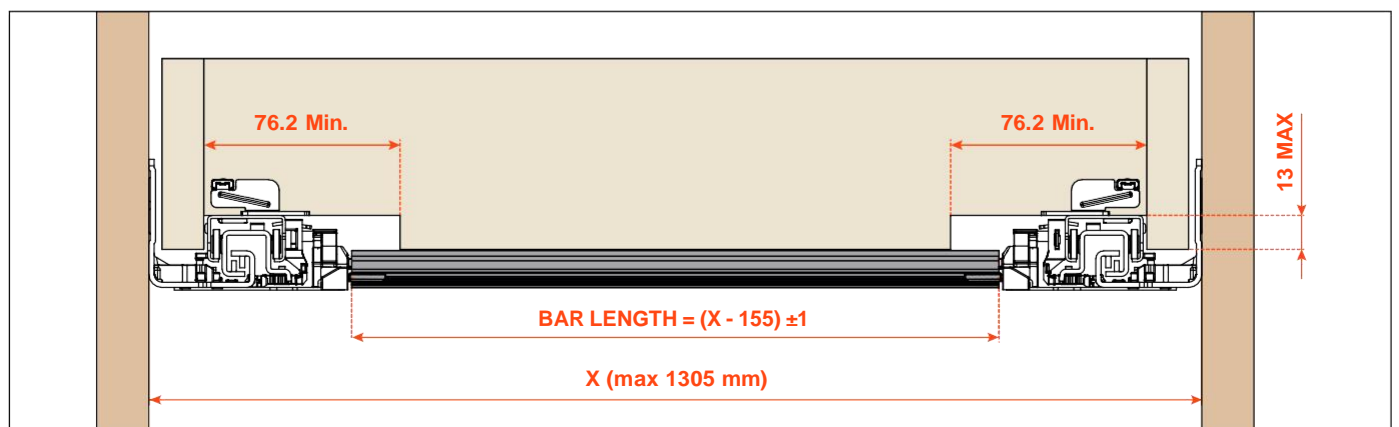 76.2 Min.
76.2 Min.
13 MAX
BAR LENGTH = (X - 155) ±1
X (max 1305 mm)